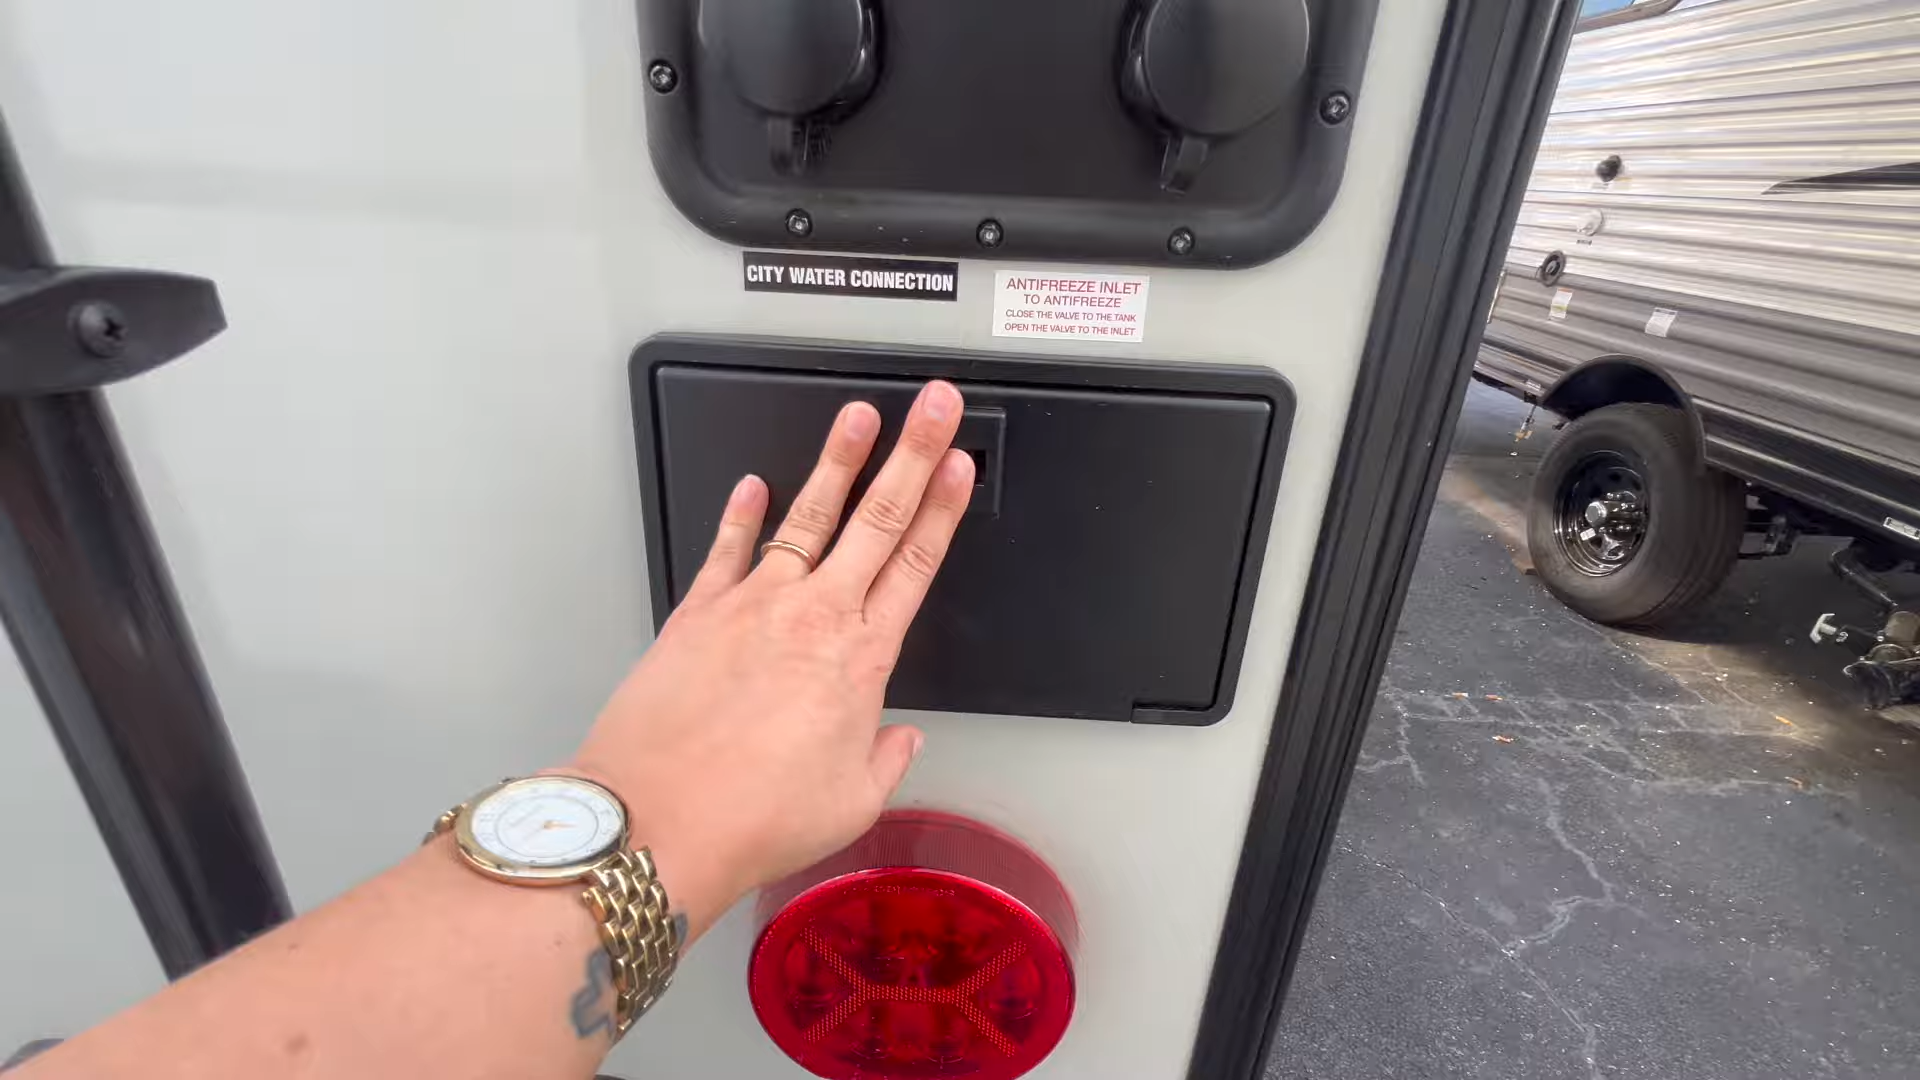 CITY WATER CONNECTION
ANTIFREEZE INLET
TO ANTIFREEZE
CLOSE THE VALVE TO THE TANK
OPEN THE VALVE TO THE INLET